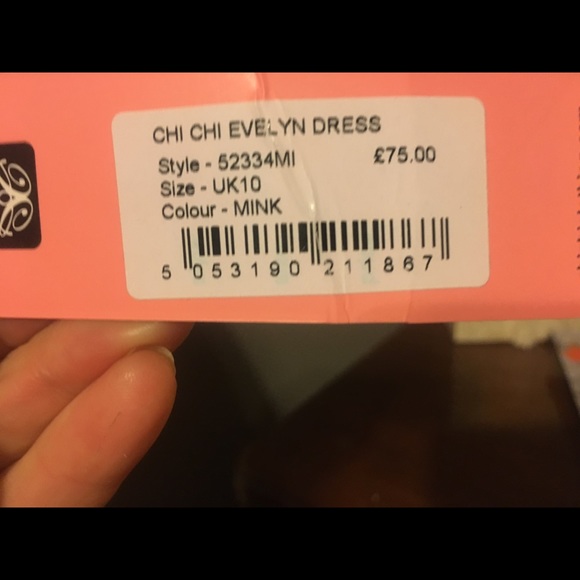 CHI CHI EVELYN DRESS
Style - 52334MI £75.00
Size - UK10
Colour - MINK
5 053190 211867